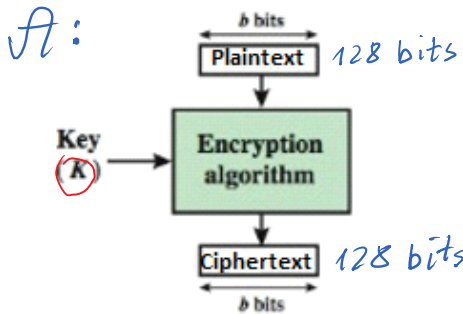 A:
b bits
Plaintext 128 bits
Key
(K)
Encryption
algorithm
Ciphertext 128 bits
b bits